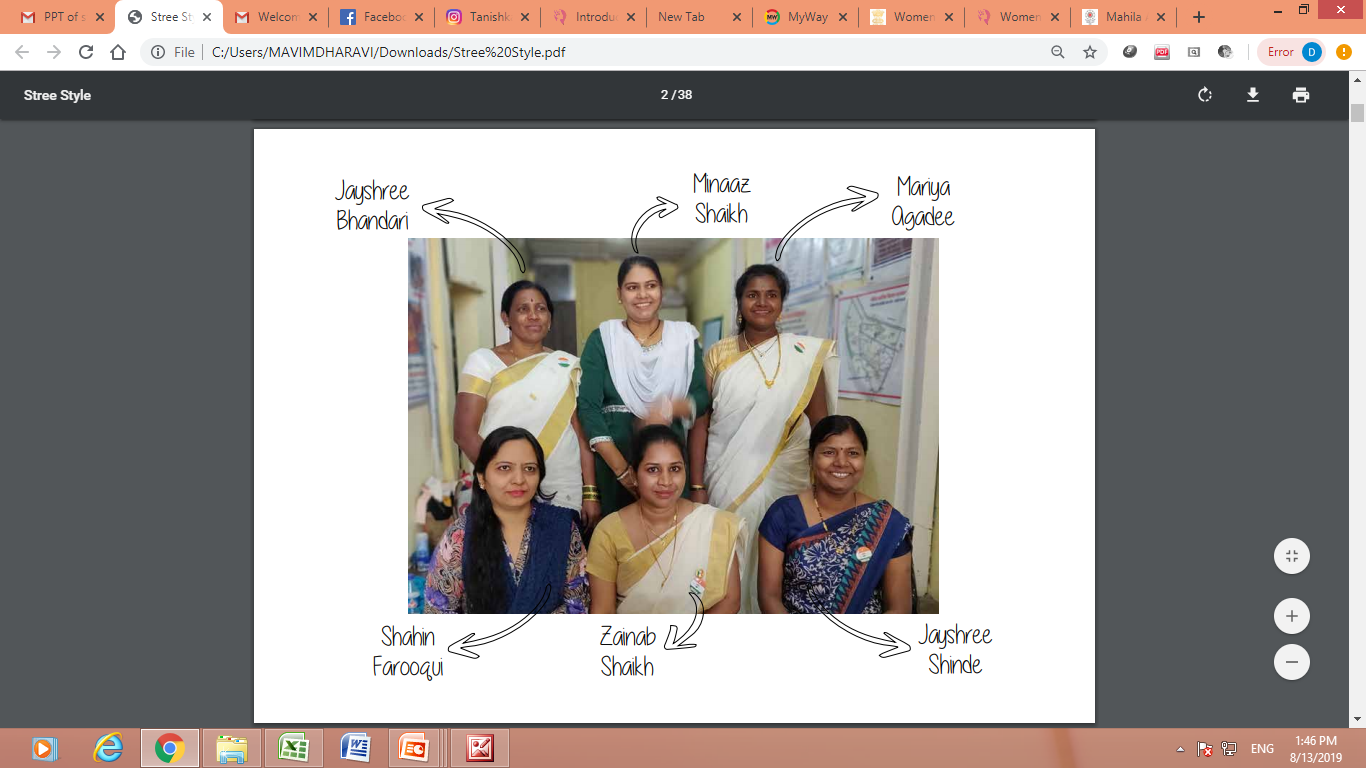 PPT of s
Stree St
Welcom
Faceboo
Tanishk
Introdu
New Tab
MyWay
Women
Women
Mahila
File
C:/Users/MAVIMDHARAVI/Downloads/Stree%20Style.pdf
Error
D
Stree Style
2 / 38
Jayshree
Bhandari
Minaaz
Shaikh
Mariya
Agadee
Shahin
Farooqui
Zainab
Shaikh
Jayshree
Shinde
ENG
1:46 PM
8/13/2019